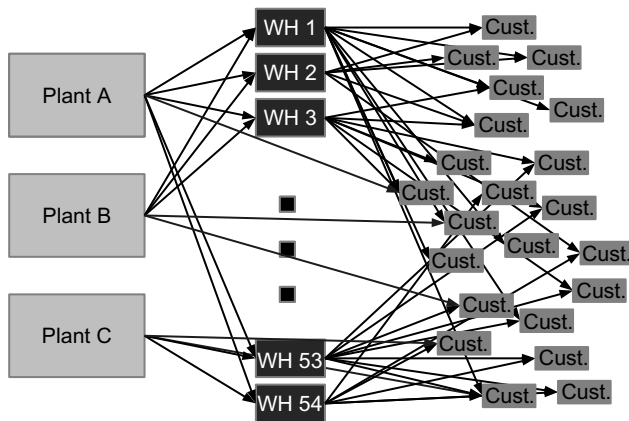 WH 1
Cust.
Cust.
Cust.
Plant A
WH 2
Cust.
Cust.
WH 3
Cust.
Cust.
Cust.
Cust.
Cust.
Cust.
Plant B
Cust.
Cust.
Cust.
Cust.
Cust.
Cust.
Cust.
Plant C
Cust.
Cust.
WH 53
Cust.
Cust.
WH 54
Cust.